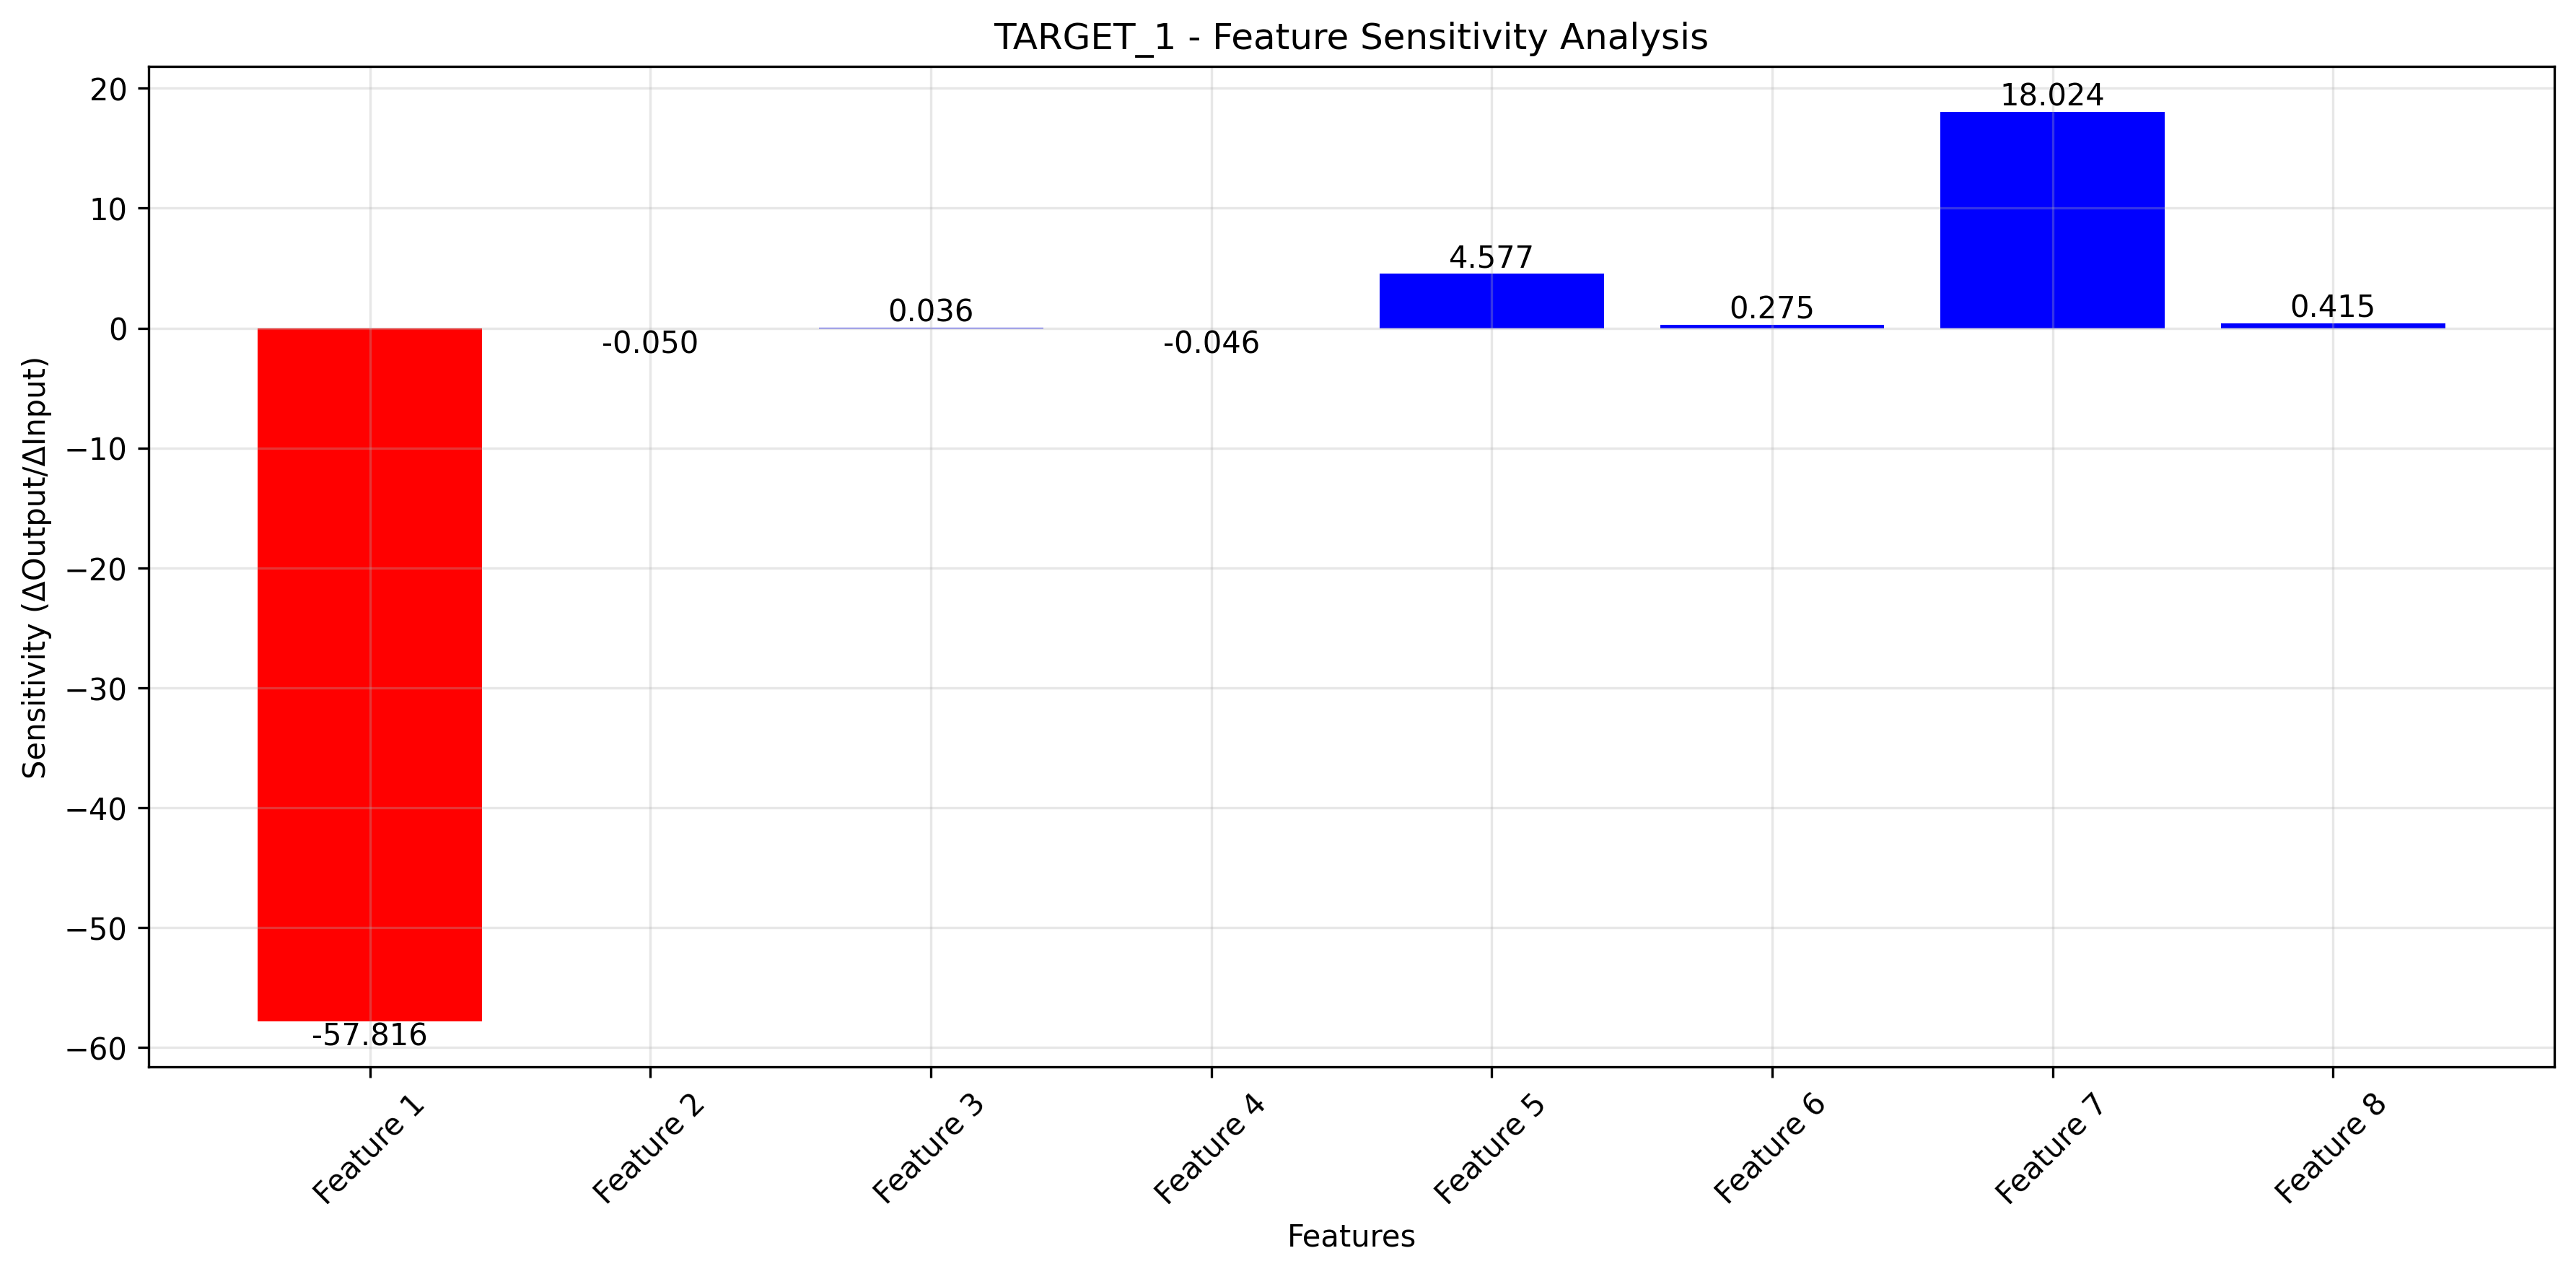 TARGET_1 - Feature Sensitivity Analysis
Sensitivity (ΔOutput/ΔInput)
20
10
0
−10
−20
−30
−40
−50
−60
-57.816
-0.050
0.036
-0.046
4.577
0.275
18.024
0.415
Feature 1
Feature 2
Feature 3
Feature 4
Feature 5
Feature 6
Feature 7
Feature 8
Features